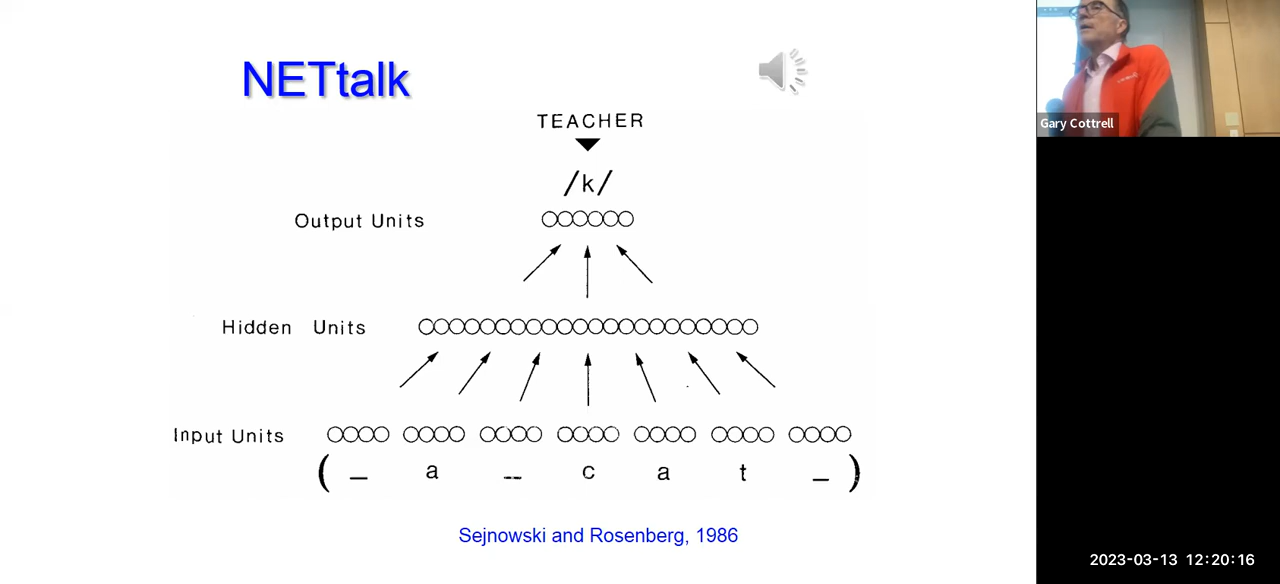 NETtalk
TEACHER
/k/
Output Units
Hidden Units
Input Units
( _ a -- c a t _ )
Sejnowski and Rosenberg, 1986
Gary Cottrell
2023-03-13 12:20:16